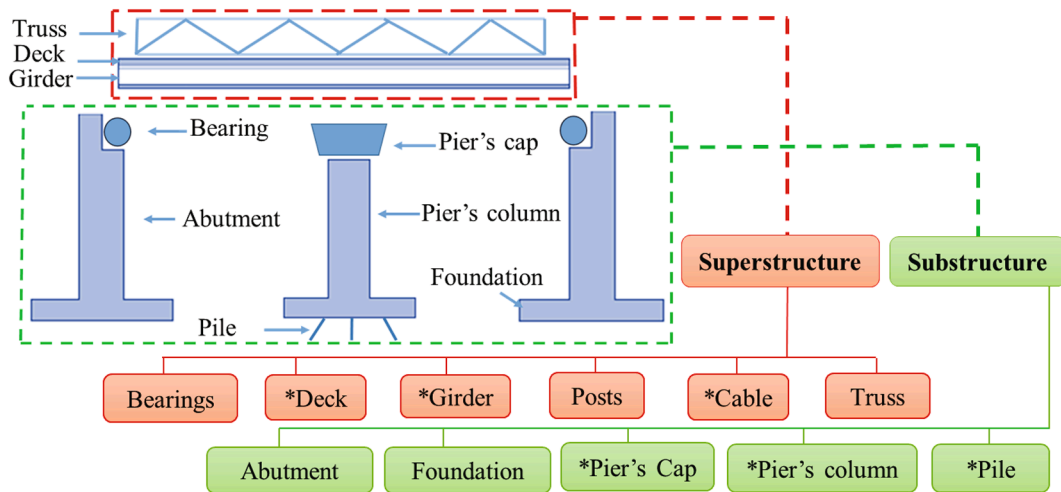 Truss
Deck
Girder
Bearing
Pier's cap
Abutment
Pier's column
Foundation
Pile
Superstructure
Substructure
Bearings
*Deck
*Girder
Posts
*Cable
Truss
Abutment
Foundation
*Pier's Cap
*Pier's column
*Pile